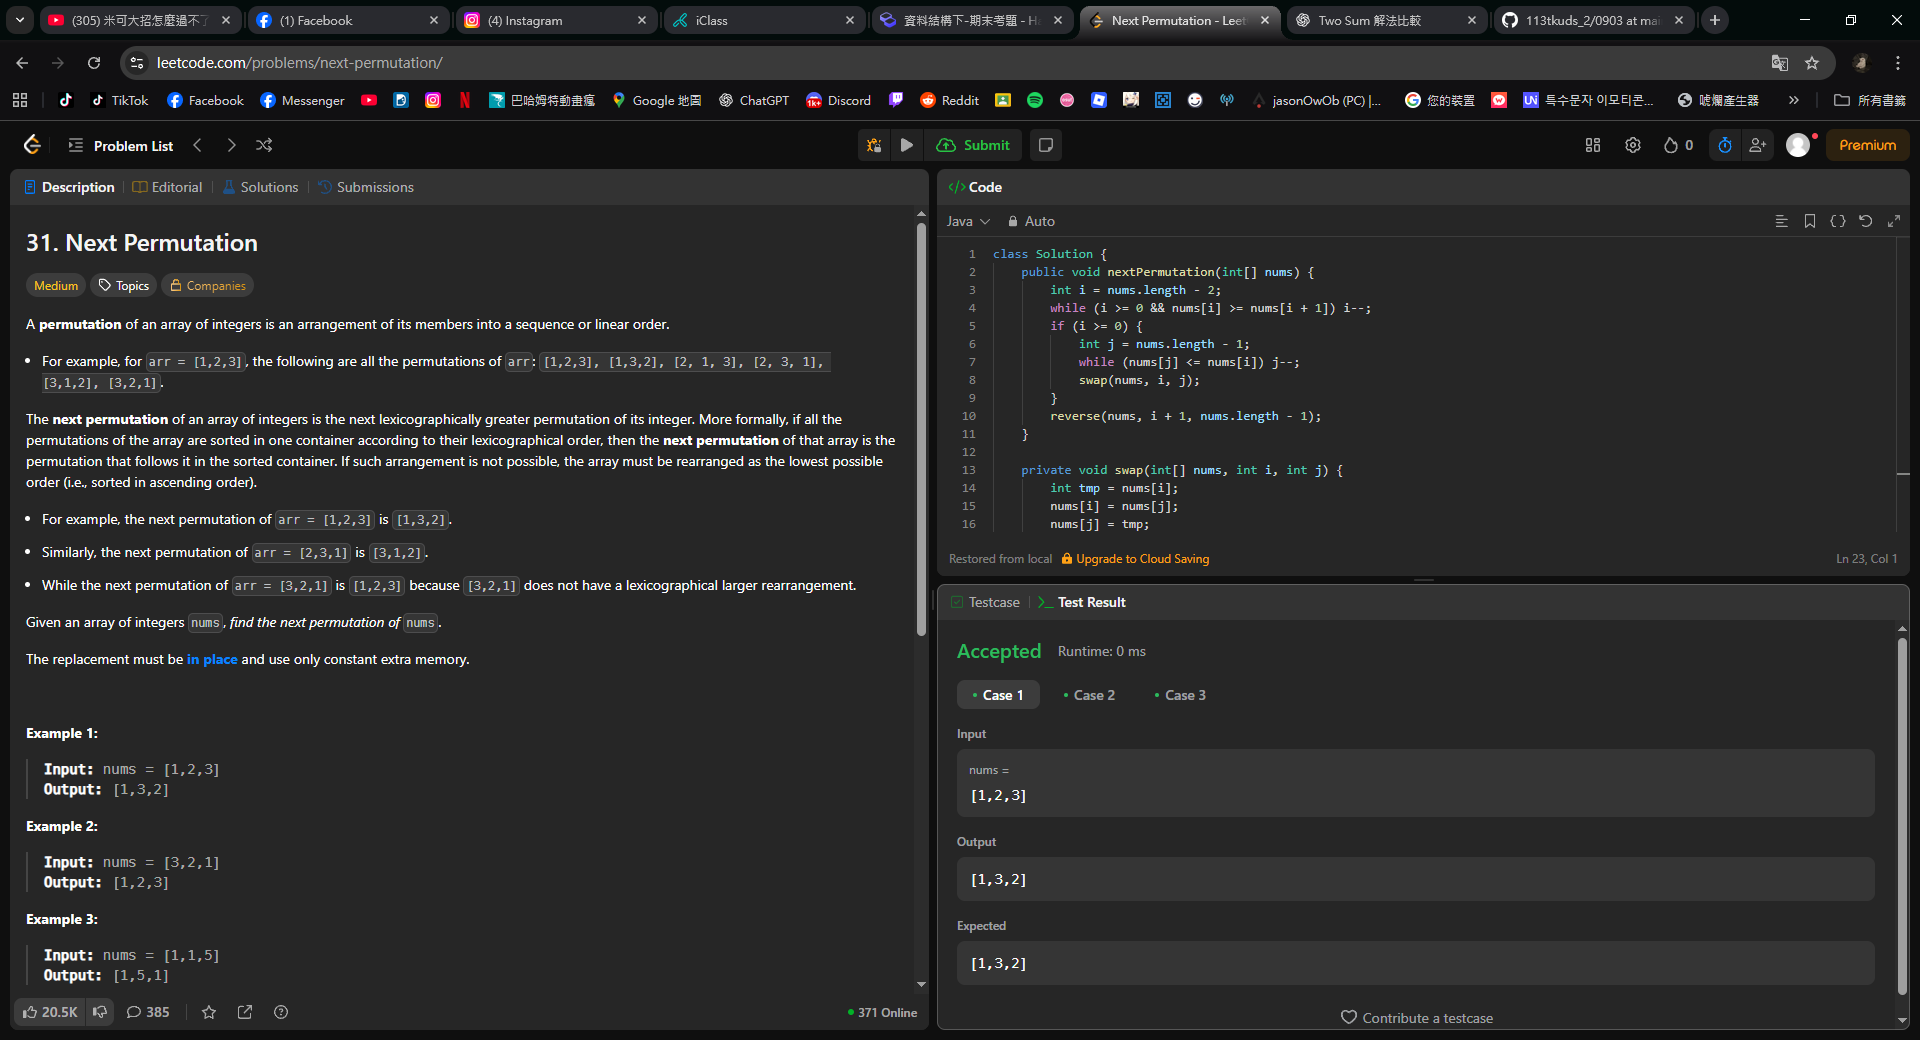 (305) 米可大招怎麼過不了
(1) Facebook
(4) Instagram
iClass
資料結構下-期末考題 - H
Next Permutation - Leet
Two Sum 解法比較
113tkuds_2/0903 at mai
leetcode.com/problems/next-permutation/
TikTok
Facebook
Messenger
巴哈姆特動畫瘋
Google 地圖
ChatGPT
Discord
Reddit
jasonOwOb (PC) |...
您的裝置
특수문자 이모티콘...
唬爛產生器
所有書籤
Problem List
Submit
0
Premium
Description
Editorial
Solutions
Submissions
31. Next Permutation
Medium
Topics
Companies
A permutation of an array of integers is an arrangement of its members into a sequence or linear order.
• For example, for arr = [1,2,3], the following are all the permutations of arr: [1,2,3], [1,3,2], [2, 1, 3], [2, 3, 1],
[3,1,2], [3,2,1].
The next permutation of an array of integers is the next lexicographically greater permutation of its integer. More formally, if all the
permutations of the array are sorted in one container according to their lexicographical order, then the next permutation of that array is the
permutation that follows it in the sorted container. If such arrangement is not possible, the array must be rearranged as the lowest possible
order (i.e., sorted in ascending order).
• For example, the next permutation of arr = [1,2,3] is [1,3,2].
• Similarly, the next permutation of arr = [2,3,1] is [3,1,2].
• While the next permutation of arr = [3,2,1] is [1,2,3] because [3,2,1] does not have a lexicographical larger rearrangement.
Given an array of integers nums, find the next permutation of nums.
The replacement must be in place and use only constant extra memory.
Example 1:
Input: nums = [1,2,3]
Output: [1,3,2]
Example 2:
Input: nums = [3,2,1]
Output: [1,2,3]
Example 3:
Input: nums = [1,1,5]
Output: [1,5,1]
20.5K
385
371 Online
Code
Java
Auto
1 class Solution {
2 public void nextPermutation(int[] nums) {
3 int i = nums.length - 2;
4 while (i >= 0 && nums[i] >= nums[i + 1]) i--;
5 if (i >= 0) {
6 int j = nums.length - 1;
7 while (nums[j] <= nums[i]) j--;
8 swap(nums, i, j);
9 }
10 reverse(nums, i + 1, nums.length - 1);
11 }
12
13 private void swap(int[] nums, int i, int j) {
14 int tmp = nums[i];
15 nums[i] = nums[j];
16 nums[j] = tmp;
Restored from local
Upgrade to Cloud Saving
Ln 23, Col 1
Testcase
Test Result
Accepted
Runtime: 0 ms
• Case 1
• Case 2
• Case 3
Input
nums =
[1,2,3]
Output
[1,3,2]
Expected
[1,3,2]
Contribute a testcase